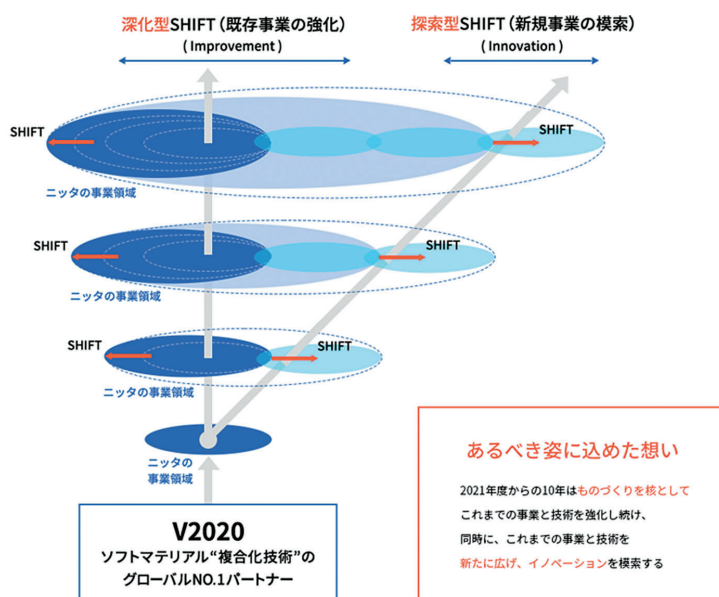 深化型SHIFT（既存事業の強化）
( Improvement )
探索型SHIFT（新規事業の模索）
( Innovation )
SHIFT
SHIFT
ニッタの事業領域
SHIFT
SHIFT
ニッタの事業領域
SHIFT
SHIFT
ニッタの事業領域
ニッタの
事業領域
V2020
ソフトマテリアル“複合化技術”の
グローバルNO.1パートナー
あるべき姿に込めた想い
2021年度からの10年はものづくりを核として
これまでの事業と技術を強化し続け、
同時に、これまでの事業と技術を
新たに広げ、イノベーションを模索する